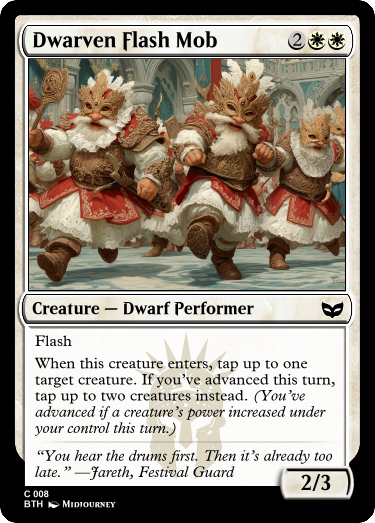 Dwarven Flash Mob 2
Creature — Dwarf Performer
Flash
When this creature enters, tap up to one
target creature. If you've advanced this turn,
tap up to two creatures instead. (You've
advanced if a creature's power increased under
your control this turn.)
“You hear the drums first. Then it's already too
late.” —Jareth, Festival Guard
2/3
C 008
BTH Midjourney